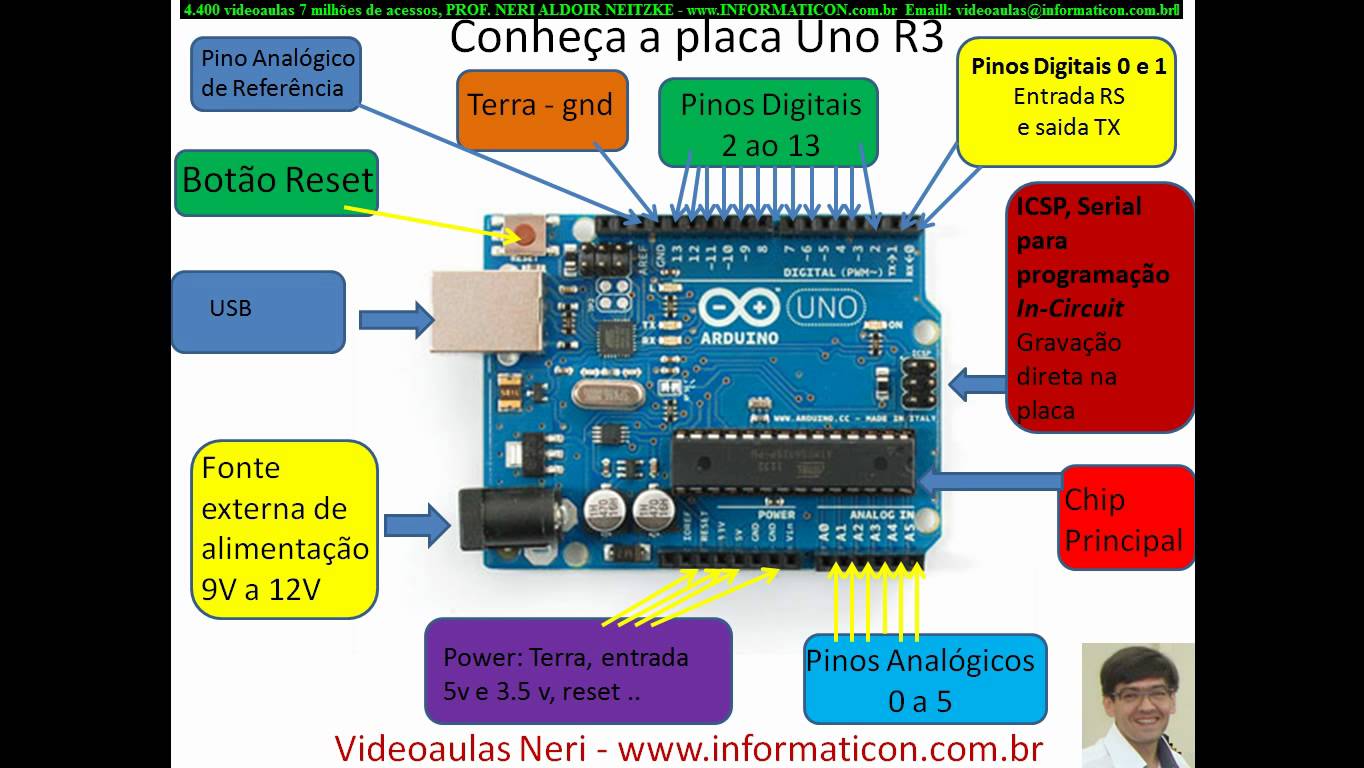 4.400 videoaulas 7 milhões de acessos, PROF. NERI ALDOIR NEITZKE - www.INFORMATICON.com.br Emaill: videoaulas@informaticon.com.br
Conheça a placa Uno R3
Pino Analógico
de Referência
Terra - gnd
Pinos Digitais
2 ao 13
Pinos Digitais 0 e 1
Entrada RS
e saida TX
Botão Reset
ICSP, Serial
para
programação
In-Circuit
Gravação
direta na
placa
USB
Fonte
externa de
alimentação
9V a 12V
Chip
Principal
RESET
AREF
GND
13
12
~11
~10
~9
8
7
~6
~5
4
~3
2
TX→1
RX←0
DIGITAL (PWM~)
UNO
ARDUINO
TX
RX
ON
ICSP
WWW.ARDUINO.CC - MADE IN ITALY
POWER
ANALOG IN
IOREF
RESET
3.3V
5V
GND
GND
Vin
A0
A1
A2
A3
A4
A5
Power: Terra, entrada
5v e 3.5 v, reset ..
Pinos Analógicos
0 a 5
Videoaulas Neri - www.informaticon.com.br